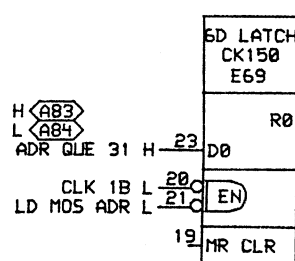 6D LATCH
CK150
E69
H A83
L A84
R0
ADR QUE 31 H 23 D0
CLK 1B L 20
LD MOS ADR L 21 EN
19 MR CLR